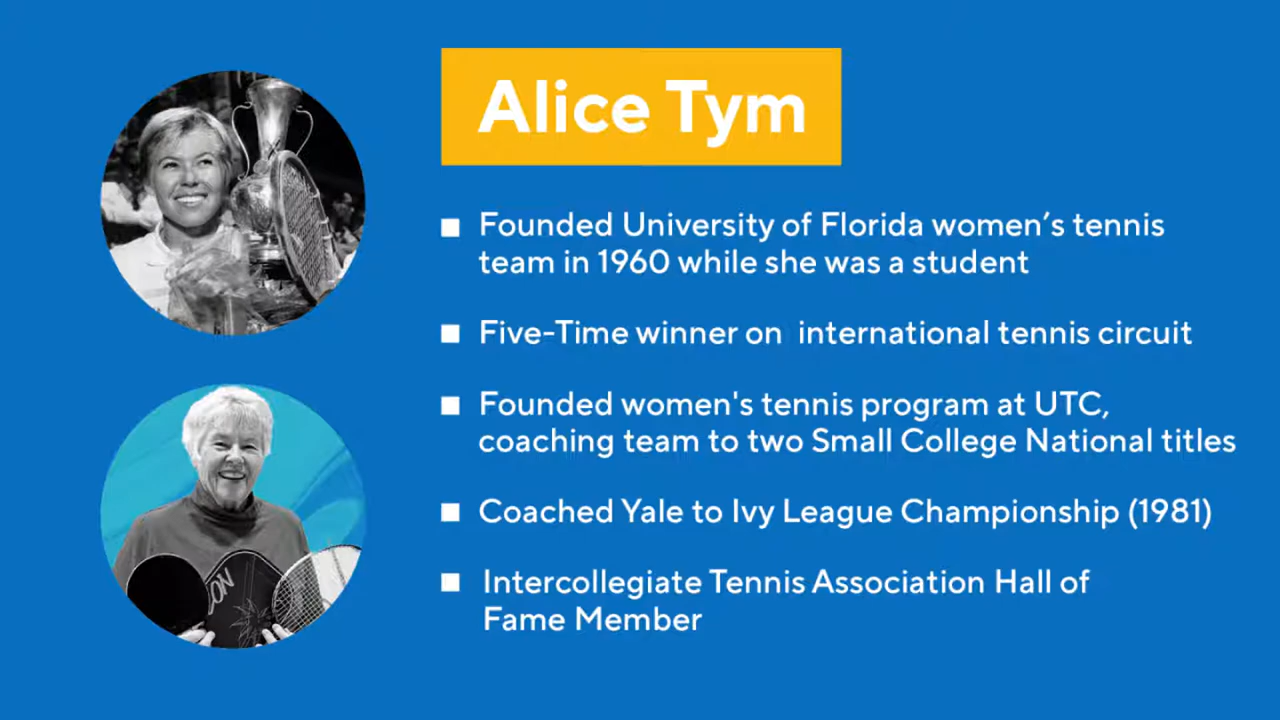 Alice Tym
Founded University of Florida women’s tennis
team in 1960 while she was a student
Five-Time winner on  international tennis circuit
Founded women's tennis program at UTC,
coaching team to two Small College National titles
Coached Yale to Ivy League Championship (1981)
Intercollegiate Tennis Association Hall of
Fame Member